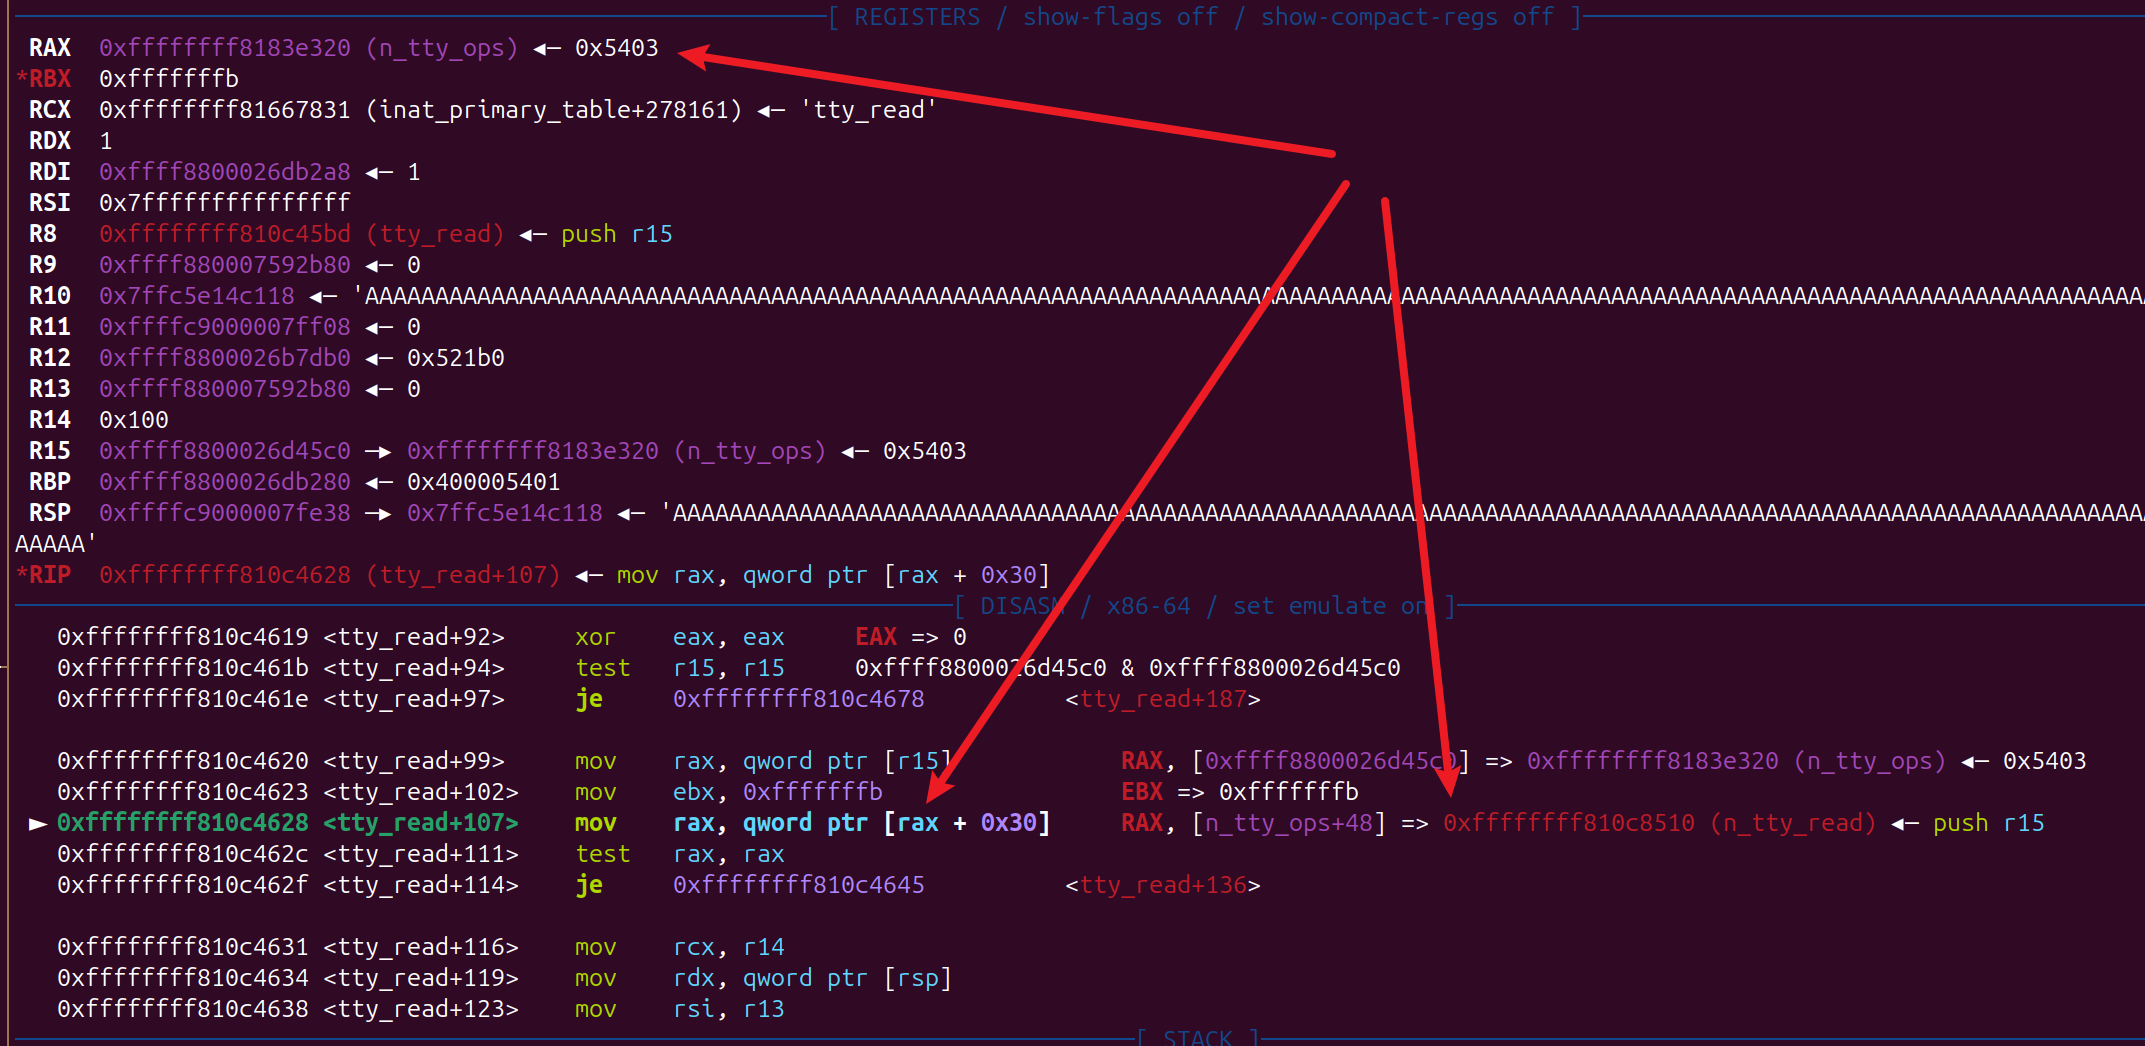 [ REGISTERS / show-flags off / show-compact-regs off ]
RAX 0xffffffff8183e320 (n_tty_ops) ◂— 0x5403
*RBX 0xfffffffb
RCX 0xffffffff81667831 (inat_primary_table+278161) ◂— 'tty_read'
RDX 1
RDI 0xffff8800026db2a8 ◂— 1
RSI 0x7fffffffffffffff
R8 0xffffffff810c45bd (tty_read) ◂— push r15
R9 0xffff880007592b80 ◂— 0
R10 0x7ffc5e14c118 ◂— 'AAAAAAAAAAAAAAAAAAAAAAAAAAAAAAAAAAAAAAAAAAAAAAAAAAAAAAAAAAAAAAAAAAAAAAAAAAAAAAAAAAAAAAAAAAAAAAAAAAAAAAAAAAAAAAAAAAAAAAAAAAAAAAA
R11 0xffffc9000007ff08 ◂— 0
R12 0xffff8800026b7db0 ◂— 0x521b0
R13 0xffff880007592b80 ◂— 0
R14 0x100
R15 0xffff8800026d45c0 —▸ 0xffffffff8183e320 (n_tty_ops) ◂— 0x5403
RBP 0xffff8800026db280 ◂— 0x400005401
RSP 0xffffc9000007fe38 —▸ 0x7ffc5e14c118 ◂— 'AAAAAAAAAAAAAAAAAAAAAAAAAAAAAAAAAAAAAAAAAAAAAAAAAAAAAAAAAAAAAAAAAAAAAAAAAAAAAAAAAAAAAAAAAAAAAAAAAAAAAAAAA
AAAAA'
*RIP 0xffffffff810c4628 (tty_read+107) ◂— mov rax, qword ptr [rax + 0x30]
[ DISASM / x86-64 / set emulate on ]
0xffffffff810c4619 <tty_read+92> xor eax, eax EAX => 0
0xffffffff810c461b <tty_read+94> test r15, r15 0xffff8800026d45c0 & 0xffff8800026d45c0
0xffffffff810c461e <tty_read+97> je 0xffffffff810c4678 <tty_read+187>
0xffffffff810c4620 <tty_read+99> mov rax, qword ptr [r15] RAX, [0xffff8800026d45c0] => 0xffffffff8183e320 (n_tty_ops) ◂— 0x5403
0xffffffff810c4623 <tty_read+102> mov ebx, 0xfffffffb EBX => 0xfffffffb
► 0xffffffff810c4628 <tty_read+107> mov rax, qword ptr [rax + 0x30] RAX, [n_tty_ops+48] => 0xffffffff810c8510 (n_tty_read) ◂— push r15
0xffffffff810c462c <tty_read+111> test rax, rax
0xffffffff810c462f <tty_read+114> je 0xffffffff810c4645 <tty_read+136>
0xffffffff810c4631 <tty_read+116> mov rcx, r14
0xffffffff810c4634 <tty_read+119> mov rdx, qword ptr [rsp]
0xffffffff810c4638 <tty_read+123> mov rsi, r13
[ STACK ]